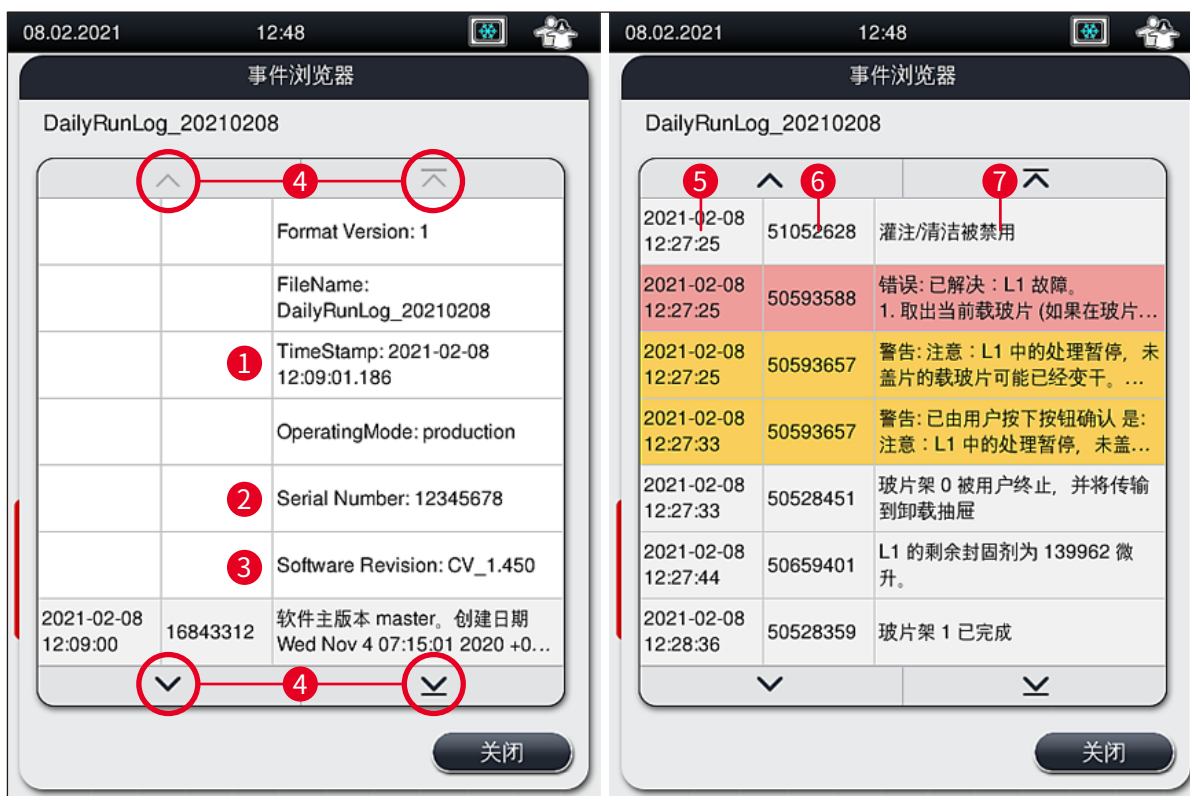 08.02.2021 12:48
事件浏览器
DailyRunLog_20210208
4
Format Version: 1
FileName:
DailyRunLog_20210208
1
TimeStamp: 2021-02-08
12:09:01.186
OperatingMode: production
2
Serial Number: 12345678
3
Software Revision: CV_1.450
2021-02-08
12:09:00
16843312
软件主版本 master。创建日期
Wed Nov 4 07:15:01 2020 +0...
4
关闭
08.02.2021 12:48
事件浏览器
DailyRunLog_20210208
5 6 7
2021-02-08
12:27:25
51052628
灌注/清洁被禁用
2021-02-08
12:27:25
50593588
错误: 已解决：L1 故障。
1. 取出当前载玻片 (如果在玻片...
2021-02-08
12:27:25
50593657
警告: 注意：L1 中的处理暂停，未
盖片的载玻片可能已经变干。...
2021-02-08
12:27:33
50593657
警告: 已由用户按下按钮确认 是:
注意：L1 中的处理暂停，未盖...
2021-02-08
12:27:33
50528451
玻片架 0 被用户终止，并将传输
到卸载抽屉
2021-02-08
12:27:44
50659401
L1 的剩余封固剂为 139962 微
升。
2021-02-08
12:28:36
50528359
玻片架 1 已完成
关闭